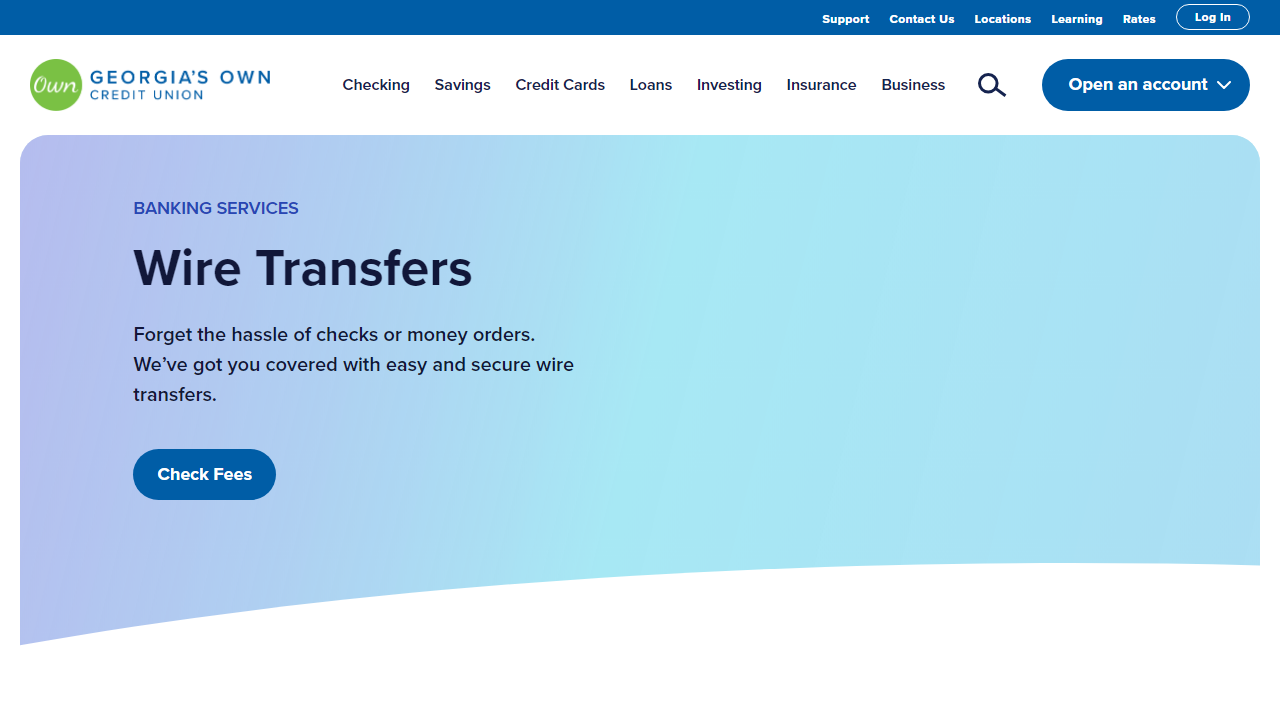 Support Contact Us Locations Learning Rates Log In
Own GEORGIA'S OWN
CREDIT UNION
Checking Savings Credit Cards Loans Investing Insurance Business Open an account
BANKING SERVICES
Wire Transfers
Forget the hassle of checks or money orders.
We’ve got you covered with easy and secure wire
transfers.
Check Fees